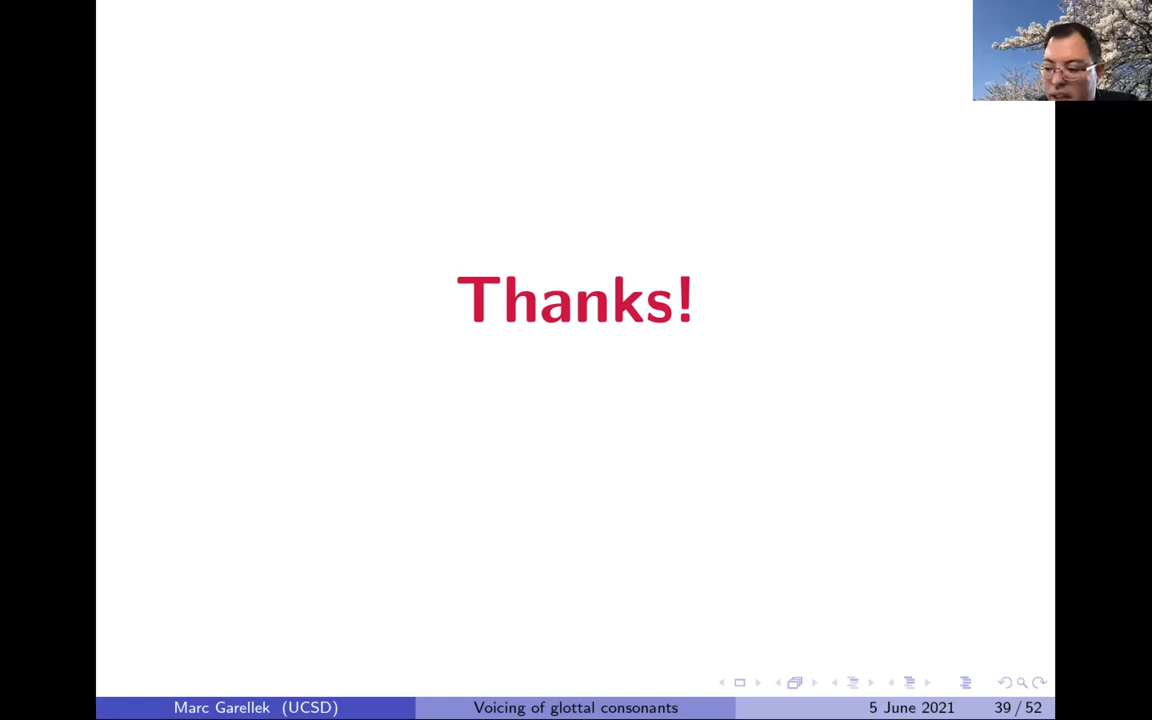 Thanks!
Marc Garellek (UCSD) Voicing of glottal consonants 5 June 2021 39 / 52